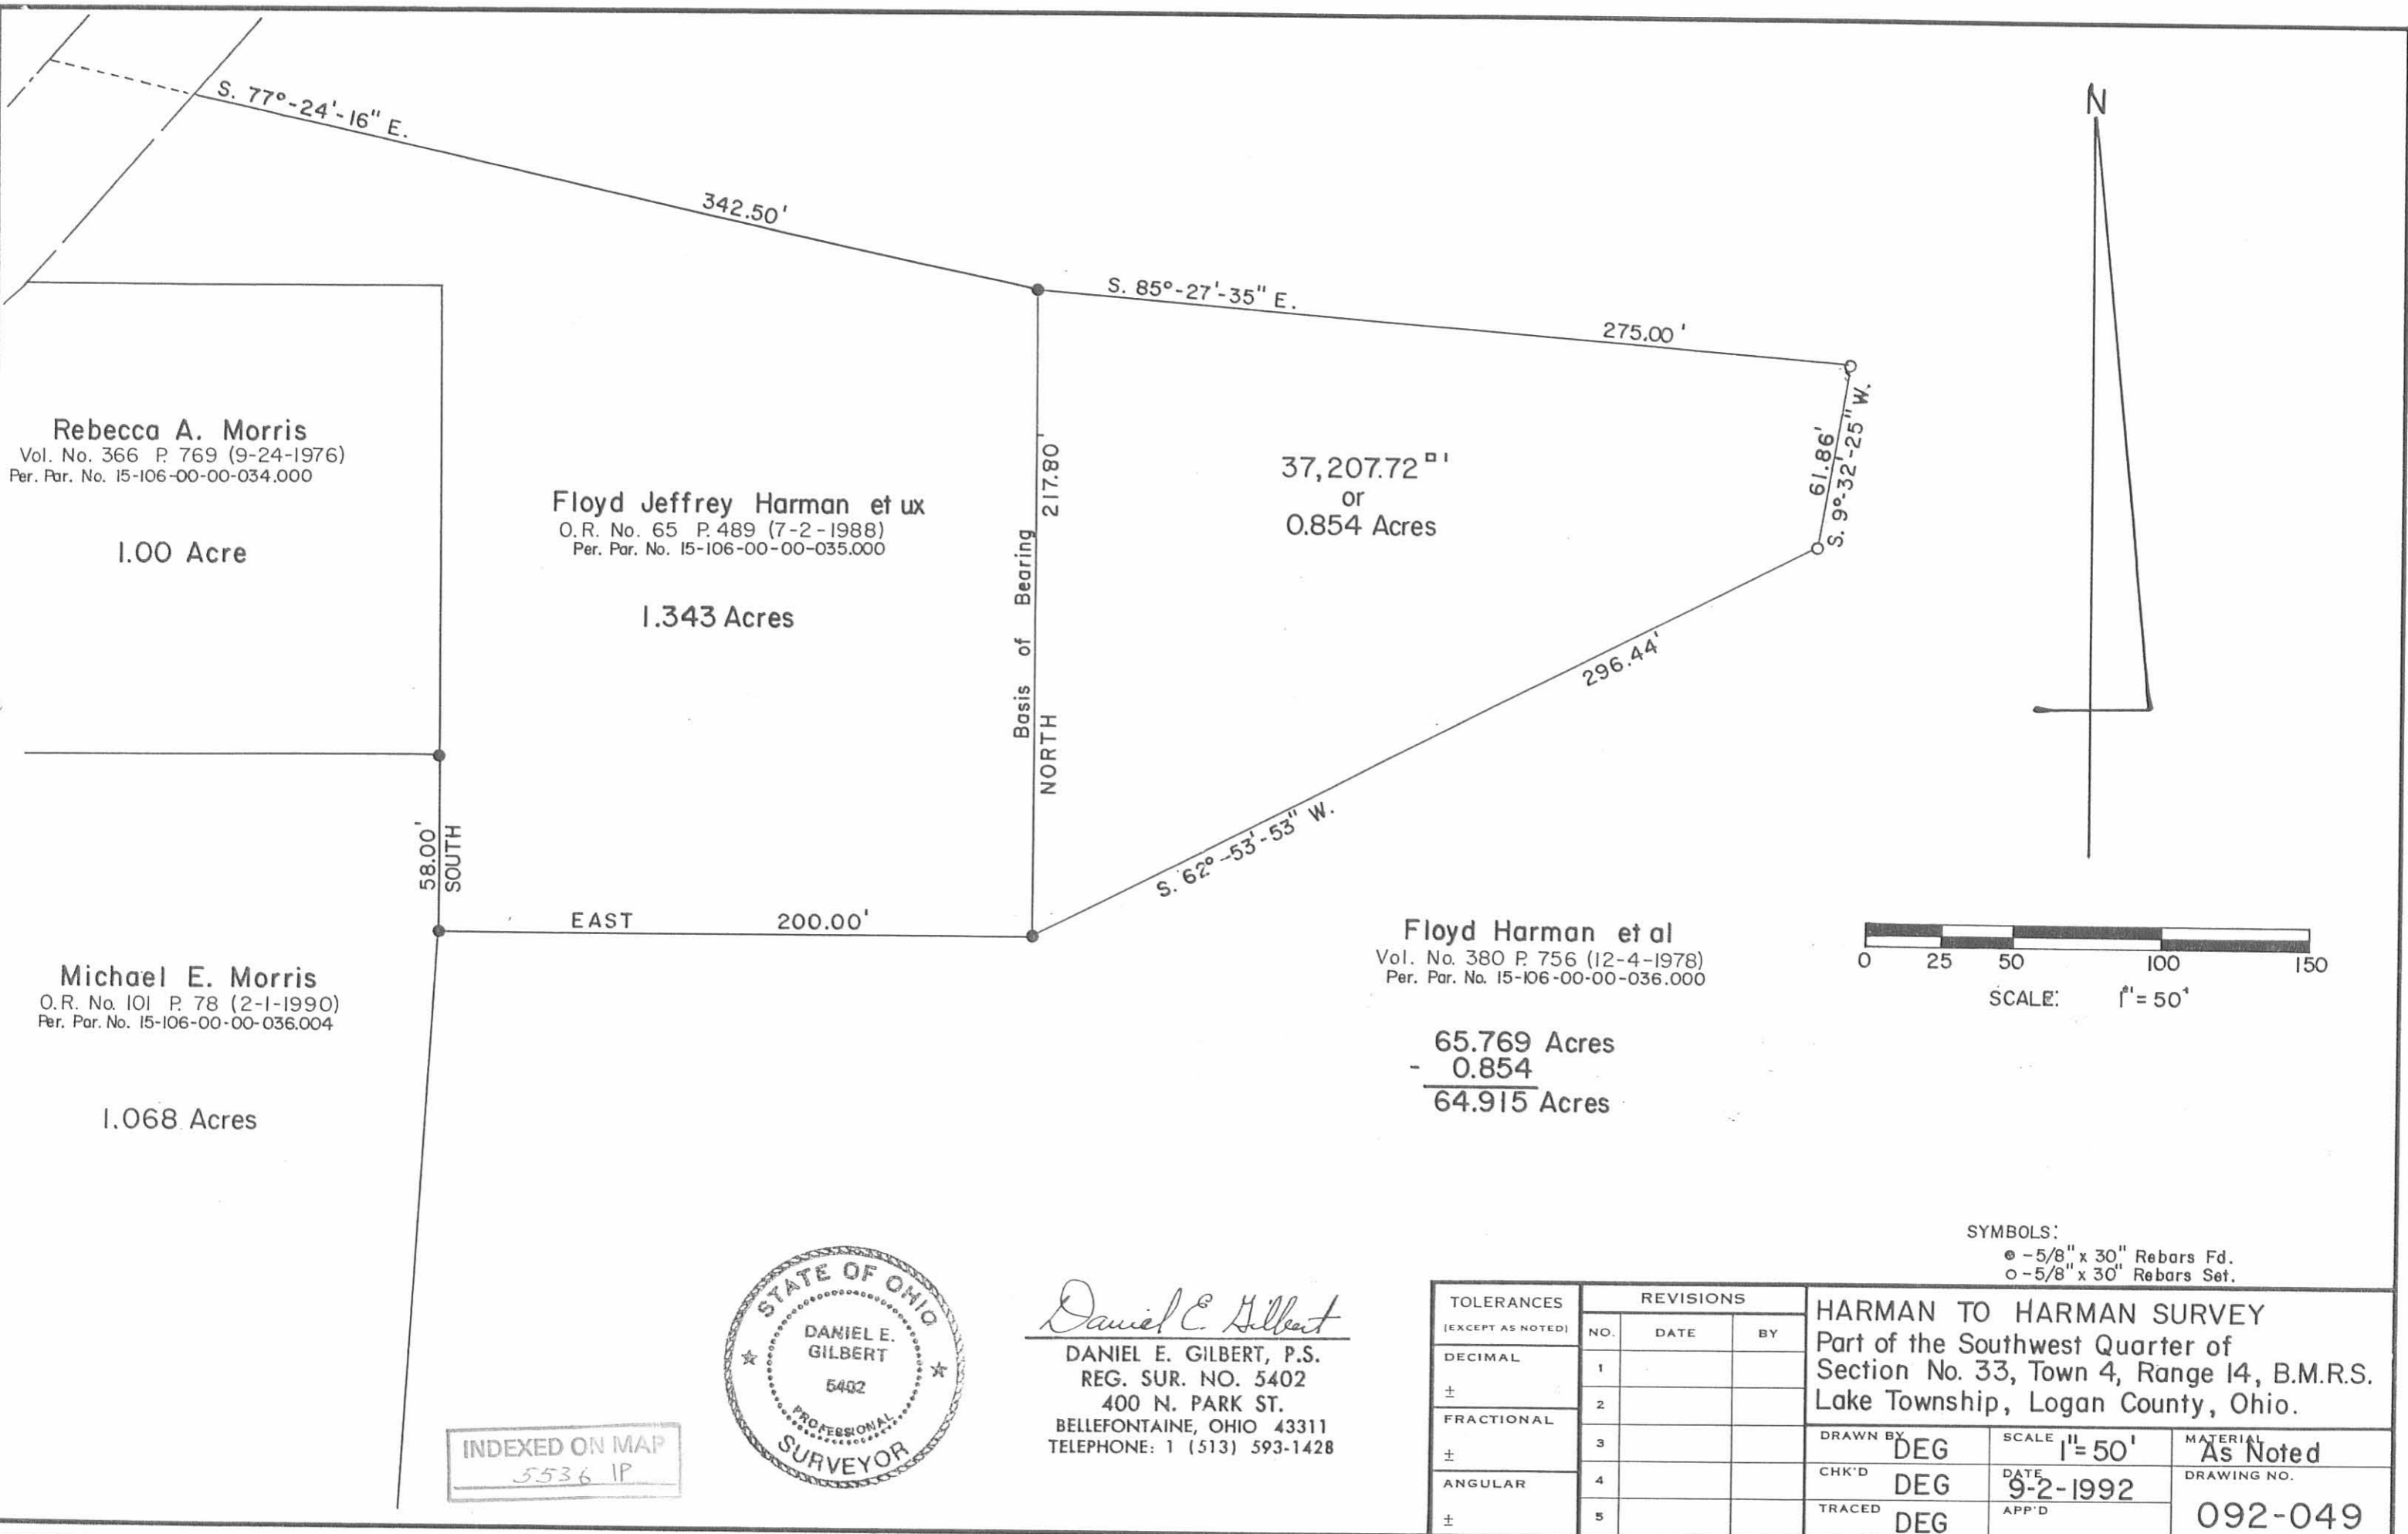 S. 77°-24'-16" E.
342.50'
N
S. 85°-27'-35" E.
275.00'
61.86'
S. 9°-32'-25" W.
Rebecca A. Morris
Vol. No. 366 P. 769 (9-24-1976)
Per. Par. No. 15-106-00-00-034.000
1.00 Acre
Floyd Jeffrey Harman et ux
O.R. No. 65 P. 489 (7-2-1988)
Per. Par. No. 15-106-00-00-035.000
1.343 Acres
Basis of Bearing
NORTH 217.80'
37,207.72 □'
or
0.854 Acres
296.44'
S. 62°-53'-53" W.
58.00'
SOUTH
EAST 200.00'
Michael E. Morris
O.R. No. 101 P. 78 (2-1-1990)
Per. Par. No. 15-106-00-00-036.004
1.068 Acres
Floyd Harman et al
Vol. No. 380 P. 756 (12-4-1978)
Per. Par. No. 15-106-00-00-036.000
65.769 Acres
- 0.854
64.915 Acres
0 25 50 100 150
SCALE: 1" = 50'
SYMBOLS:
● - 5/8" x 30" Rebars Fd.
○ - 5/8" x 30" Rebars Set.
INDEXED ON MAP
5536 IP
STATE OF OHIO
DANIEL E.
GILBERT
5402
PROFESSIONAL
SURVEYOR
Daniel E. Gilbert
DANIEL E. GILBERT, P.S.
REG. SUR. NO. 5402
400 N. PARK ST.
BELLEFONTAINE, OHIO 43311
TELEPHONE: 1 (513) 593-1428
TOLERANCES
(EXCEPT AS NOTED)
DECIMAL
±
FRACTIONAL
±
ANGULAR
±
REVISIONS
NO. DATE BY
1
2
3
4
5
HARMAN TO HARMAN SURVEY
Part of the Southwest Quarter of
Section No. 33, Town 4, Range 14, B.M.R.S.
Lake Township, Logan County, Ohio.
DRAWN BY DEG
SCALE 1" = 50'
MATERIAL As Noted
CHK'D DEG
DATE 9-2-1992
DRAWING NO.
092-049
TRACED DEG
APP'D